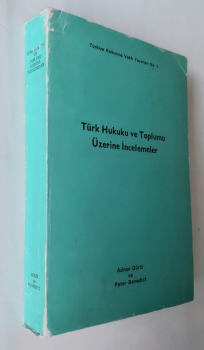 Türkiye Kalkınma Vakfı Yayınları No. 1
Türk Hukuku ve Toplumu
Üzerine İncelemeler
Adnan Güriz
ve
Peter Benedict